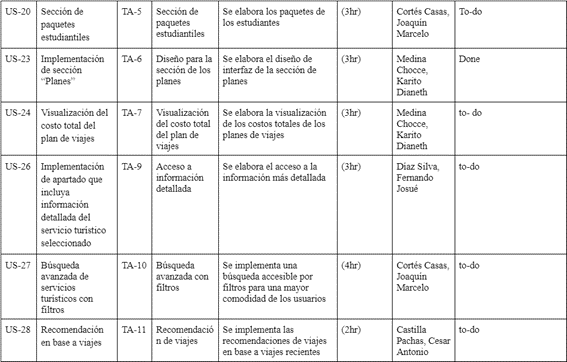 US-20 Sección de paquetes estudiantiles TA-5 Sección de paquetes estudiantiles Se elabora los paquetes de los estudiantes (3hr) Cortés Casas, Joaquín Marcelo To-do
US-23 Implementación de sección “Planes” TA-6 Diseño para la sección de los planes Se elabora el diseño de interfaz de la sección de planes (3hr) Medina Chocce, Karito Dianeth Done
US-24 Visualización del costo total del plan de viajes TA-7 Visualización del costo total del plan de viajes Se elabora la visualización de los costos totales de los planes de viajes (3hr) Medina Chocce, Karito Dianeth to- do
US-26 Implementación de apartado que incluya información detallada del servicio turístico seleccionado TA-9 Acceso a información detallada Se elabora el acceso a la información más detallada (3hr) Díaz Silva, Fernando Josué to-do
US-27 Búsqueda avanzada de servicios turísticos con filtros TA-10 Búsqueda avanzada con filtros Se implementa una búsqueda accesible por filtros para una mayor comodidad de los usuarios (4hr) Cortés Casas, Joaquín Marcelo to-do
US-28 Recomendación en base a viajes TA-11 Recomendació n de viajes Se implementa las recomendaciones de viajes en base a viajes recientes (2hr) Castilla Pachas, Cesar Antonio to-do